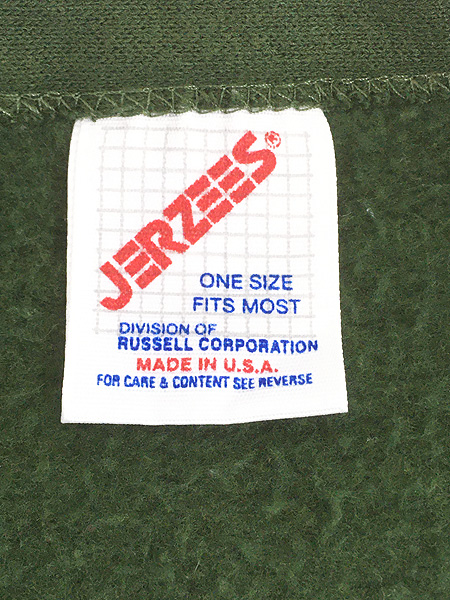 JERZEES®
ONE SIZE
FITS MOST
DIVISION OF
RUSSELL CORPORATION
MADE IN U.S.A.
FOR CARE & CONTENT SEE REVERSE